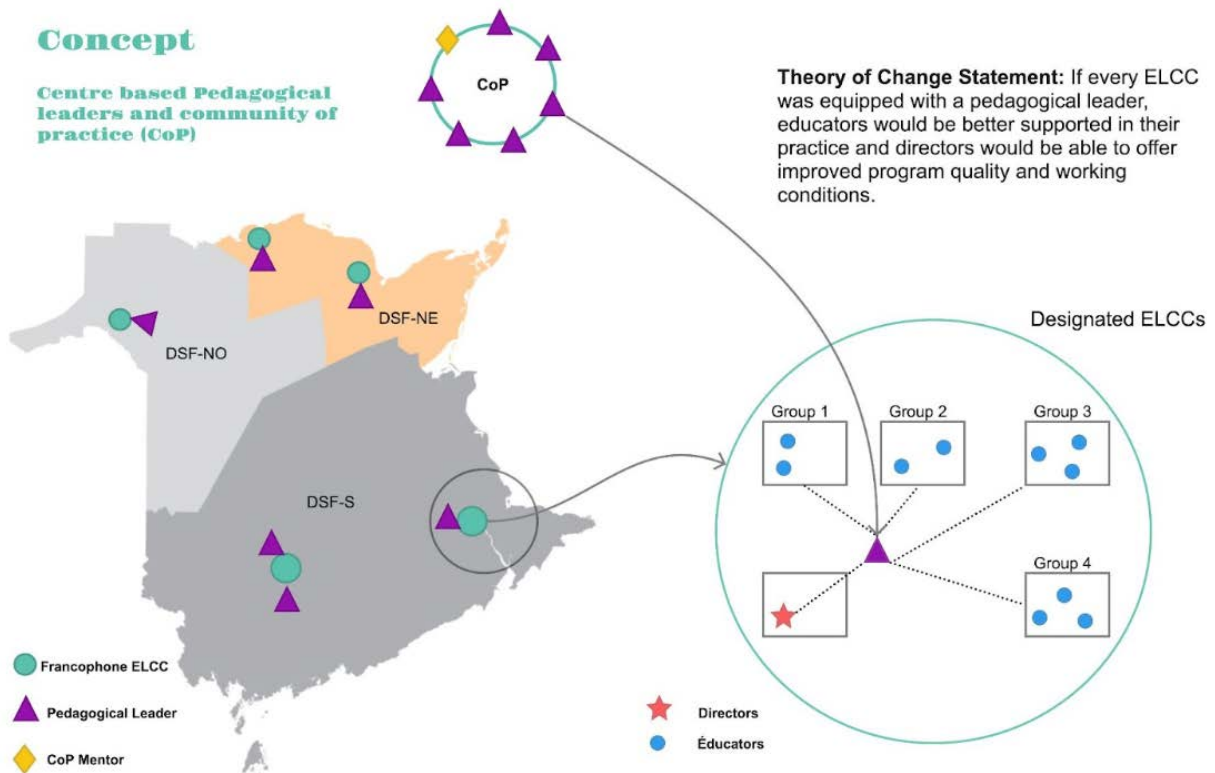 Concept
Centre based Pedagogical
leaders and community of
practice (CoP)
CoP
Theory of Change Statement: If every ELCC
was equipped with a pedagogical leader,
educators would be better supported in their
practice and directors would be able to offer
improved program quality and working
conditions.
DSF-NE
DSF-NO
DSF-S
Designated ELCCs
Group 1
Group 2
Group 3
Group 4
Francophone ELCC
Pedagogical Leader
CoP Mentor
Directors
Éducators